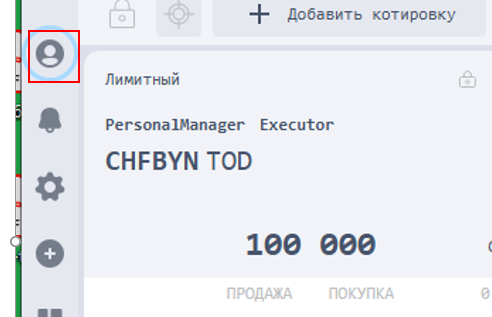 Добавить котировку
Лимитный
PersonalManager Executor
CHFBYN TOD
100 000
ПРОДАЖА ПОКУПКА